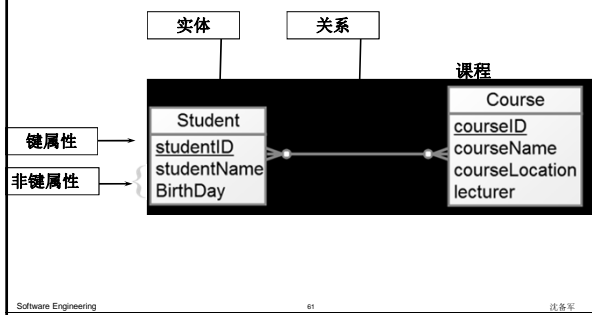 实体
关系
课程
Student
studentID
studentName
BirthDay
Course
courseID
courseName
courseLocation
lecturer
键属性
非键属性
Software Engineering
61
沈备军